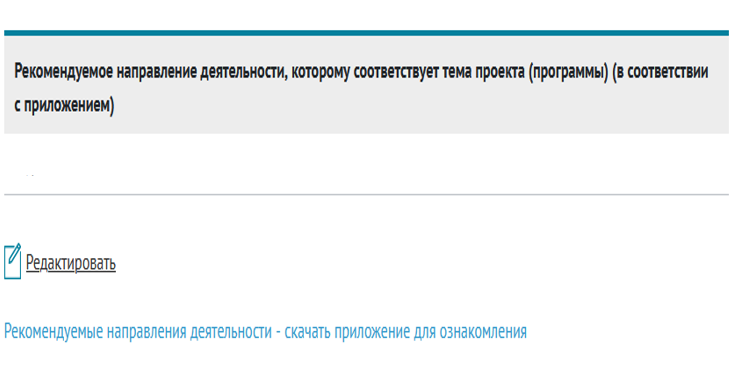 Рекомендуемое направление деятельности, которому соответствует тема проекта (программы) (в соответствии
с приложением)
Редактировать
Рекомендуемые направления деятельности - скачать приложение для ознакомления